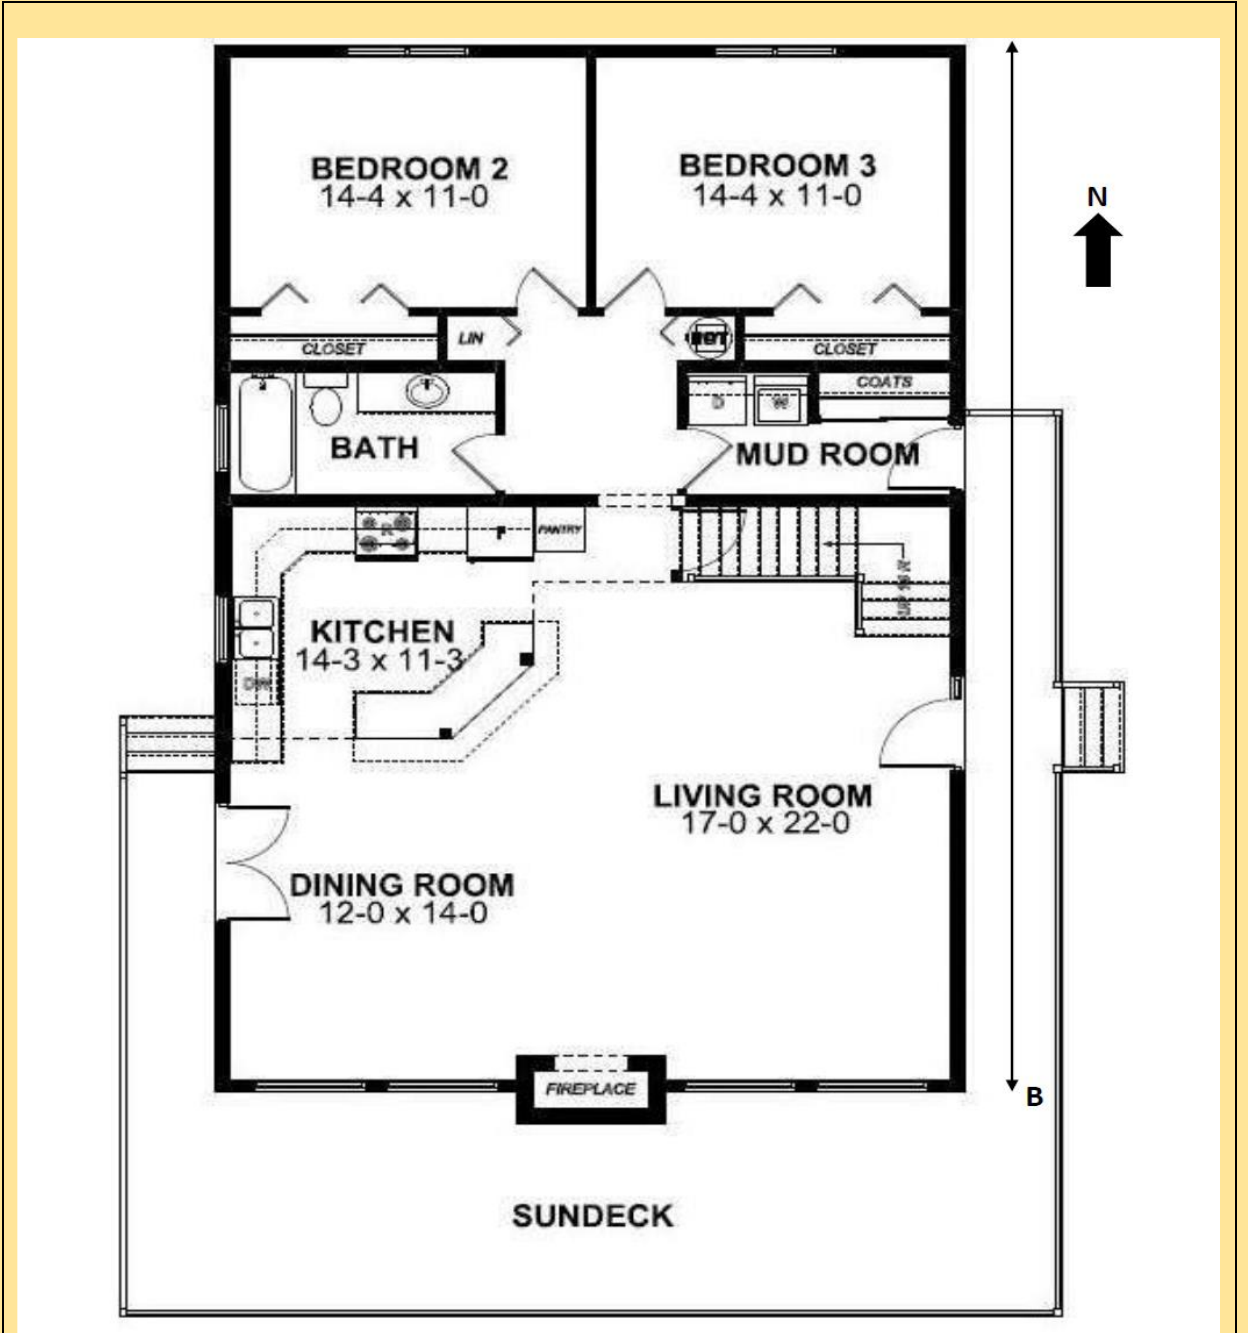 BEDROOM 2
14-4 x 11-0
BEDROOM 3
14-4 x 11-0
N
LIN
CLOSET
CLOSET
COATS
D
W
BATH
MUD ROOM
R
F
PANTRY
KITCHEN
14-3 x 11-3
DW
LIVING ROOM
17-0 x 22-0
DINING ROOM
12-0 x 14-0
FIREPLACE
B
SUNDECK